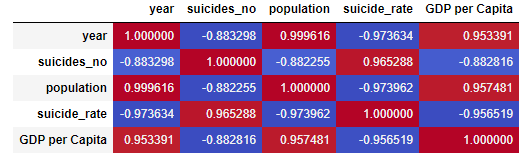 year suicides_no population suicide_rate GDP per Capita
year 1.000000 -0.883298 0.999616 -0.973634 0.953391
suicides_no -0.883298 1.000000 -0.882255 0.965288 -0.882816
population 0.999616 -0.882255 1.000000 -0.973962 0.957481
suicide_rate -0.973634 0.965288 -0.973962 1.000000 -0.956519
GDP per Capita 0.953391 -0.882816 0.957481 -0.956519 1.000000